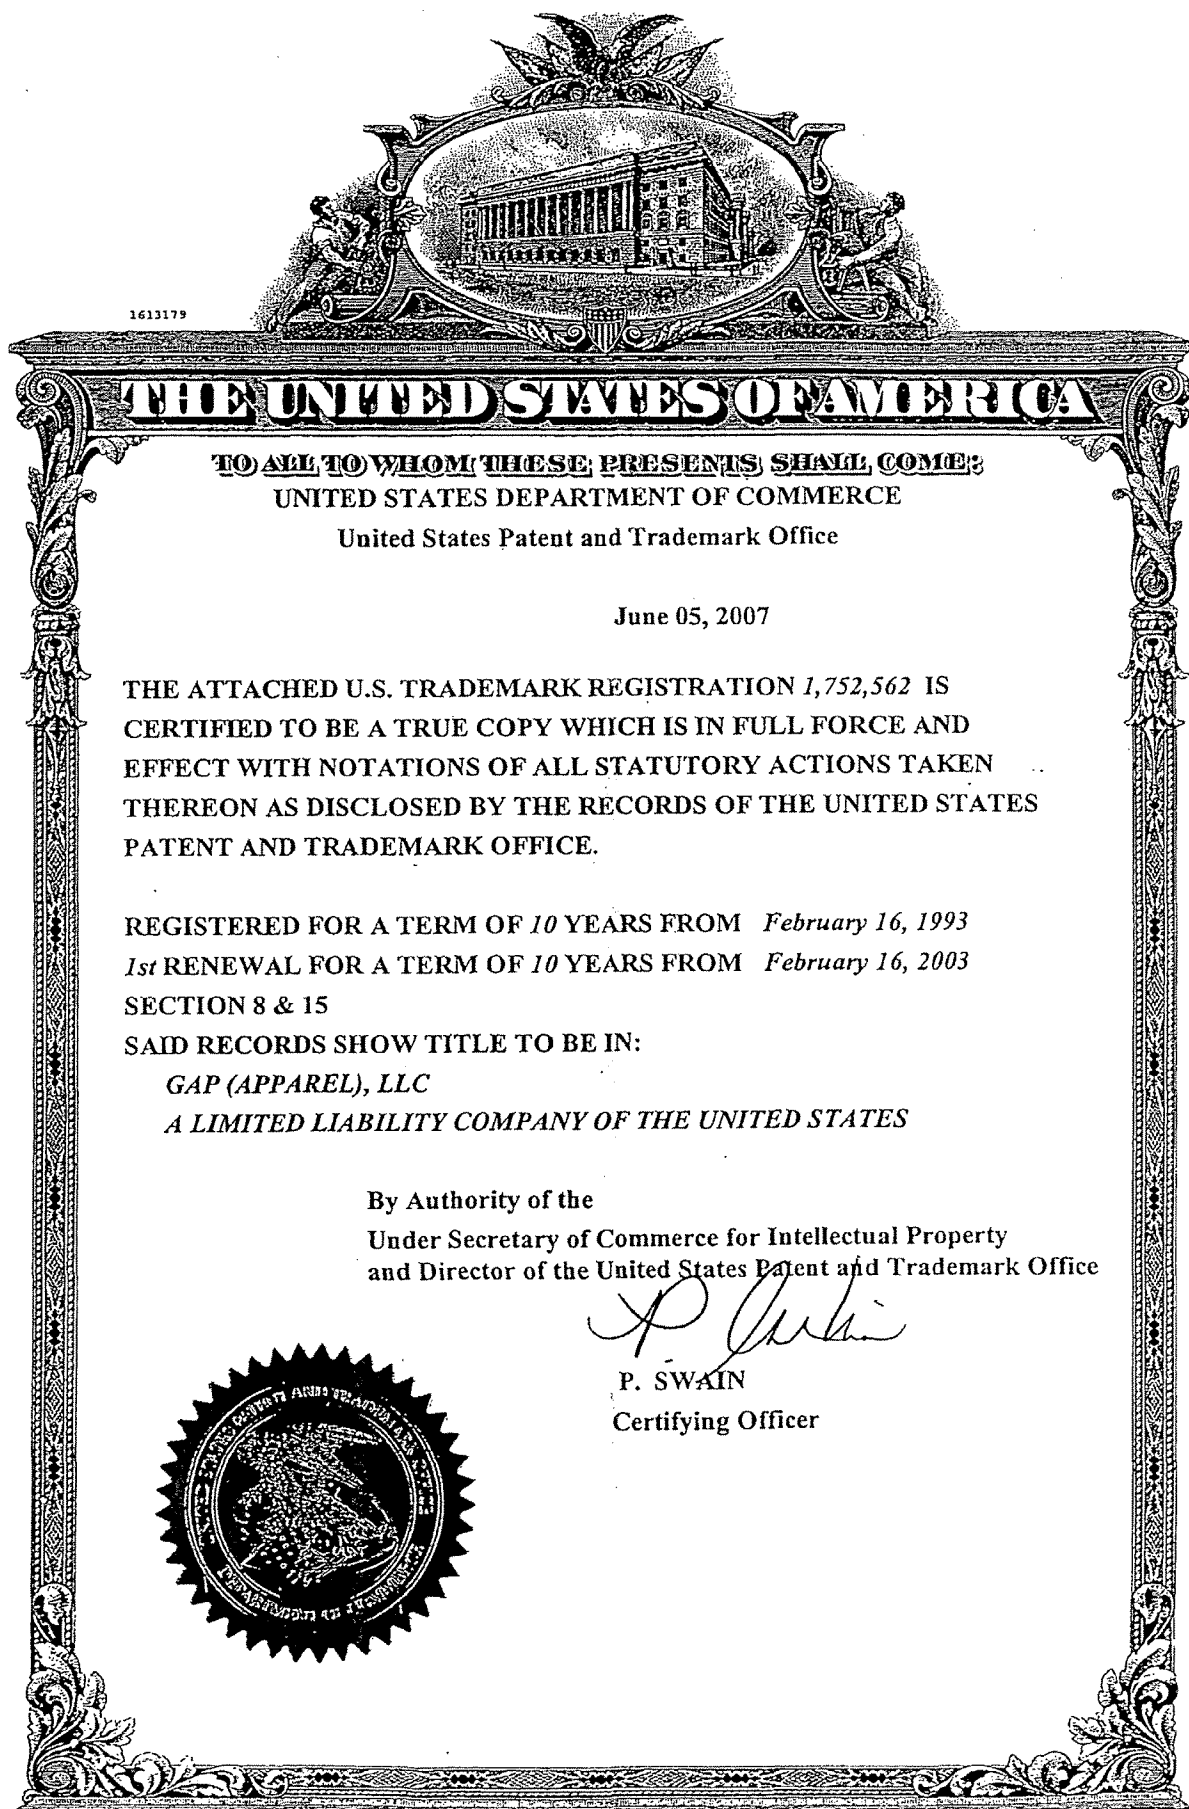 1613179
THE UNITED STATES OF AMERICA
TO ALL TO WHOM THESE PRESENTS SHALL COME:
UNITED STATES DEPARTMENT OF COMMERCE
United States Patent and Trademark Office
June 05, 2007
THE ATTACHED U.S. TRADEMARK REGISTRATION 1,752,562 IS
CERTIFIED TO BE A TRUE COPY WHICH IS IN FULL FORCE AND
EFFECT WITH NOTATIONS OF ALL STATUTORY ACTIONS TAKEN
THEREON AS DISCLOSED BY THE RECORDS OF THE UNITED STATES
PATENT AND TRADEMARK OFFICE.
REGISTERED FOR A TERM OF 10 YEARS FROM February 16, 1993
1st RENEWAL FOR A TERM OF 10 YEARS FROM February 16, 2003
SECTION 8 & 15
SAID RECORDS SHOW TITLE TO BE IN:
GAP (APPAREL), LLC
A LIMITED LIABILITY COMPANY OF THE UNITED STATES
By Authority of the
Under Secretary of Commerce for Intellectual Property
and Director of the United States Patent and Trademark Office
P. SWAIN
Certifying Officer